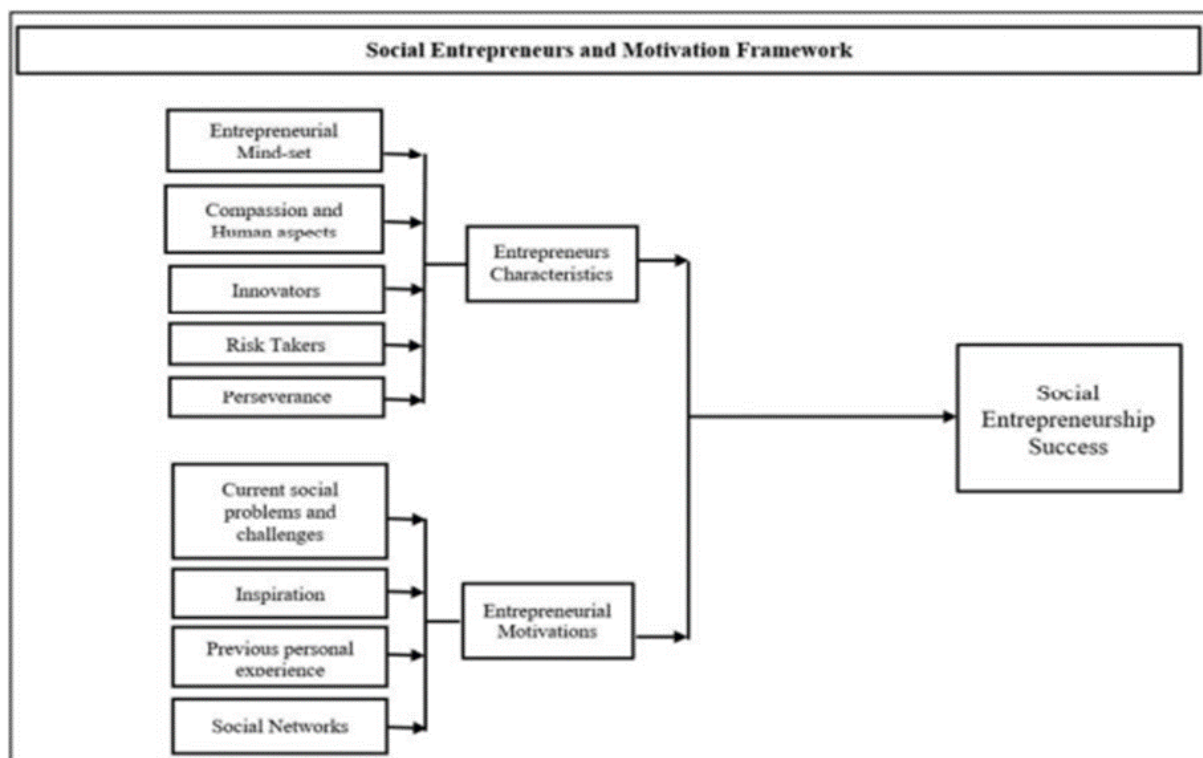 Social Entrepreneurs and Motivation Framework
Entrepreneurial
Mind-set
Compassion and
Human aspects
Innovators
Risk Takers
Perseverance
Entrepreneurs
Characteristics
Current social
problems and
challenges
Inspiration
Previous personal
experience
Social Networks
Entrepreneurial
Motivations
Social
Entrepreneurship
Success